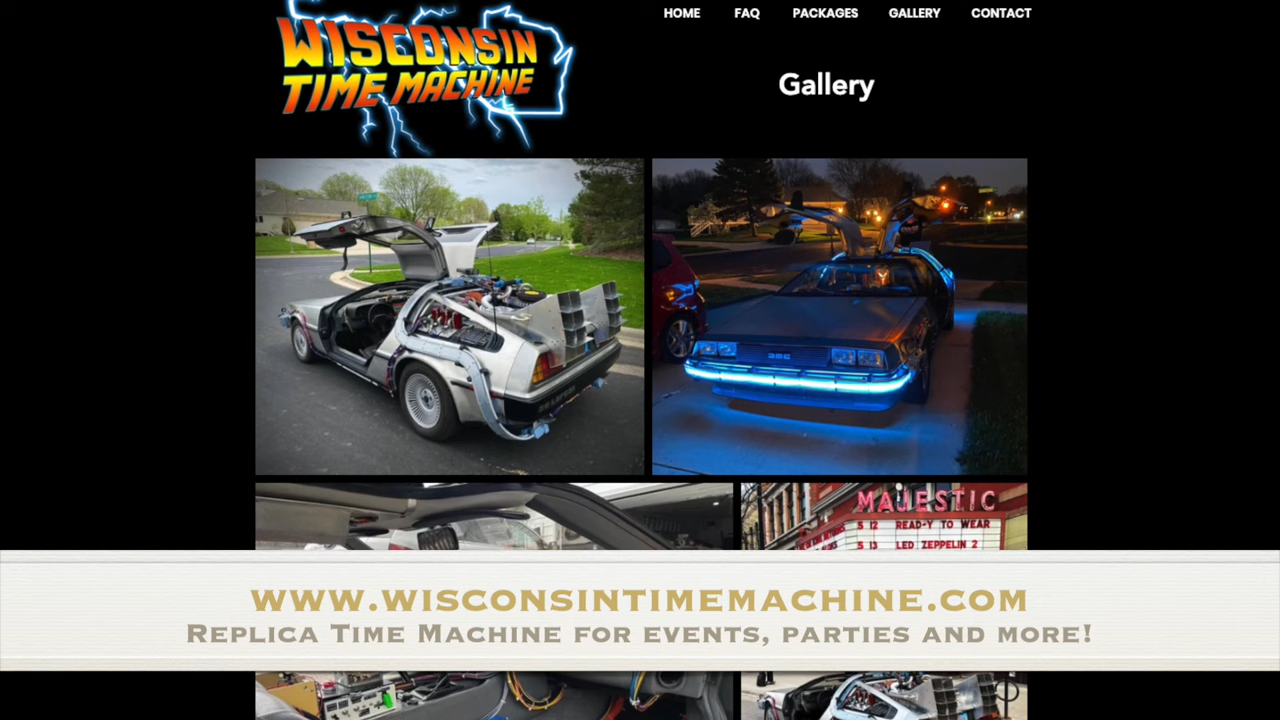 WISCONSIN
TIME MACHINE
HOME FAQ PACKAGES GALLERY CONTACT
Gallery
DMC
MAJESTIC
5 12 READ-Y TO WEAR
5 13 LED ZEPPELIN 2
WWW.WISCONSINTIMEMACHINE.COM
REPLICA TIME MACHINE FOR EVENTS, PARTIES AND MORE!